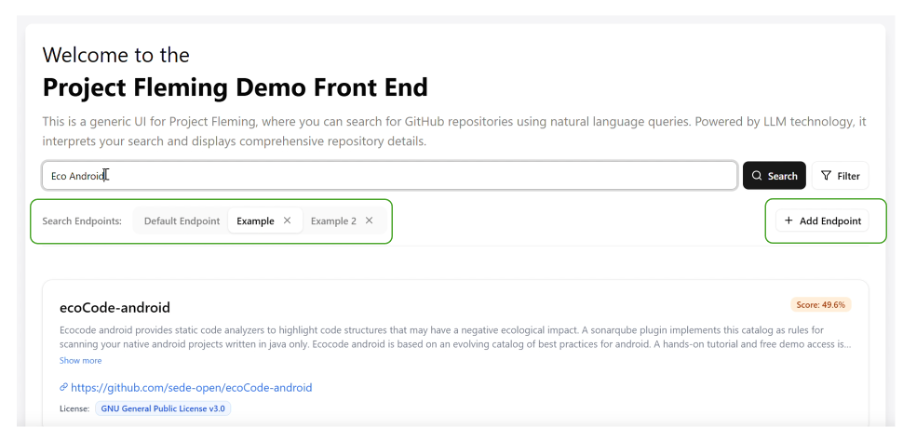 Welcome to the
Project Fleming Demo Front End
This is a generic UI for Project Fleming, where you can search for GitHub repositories using natural language queries. Powered by LLM technology, it
interprets your search and displays comprehensive repository details.
Eco Android
Search
Filter
Search Endpoints: Default Endpoint Example × Example 2 ×
+ Add Endpoint
ecoCode-android
Score: 49.6%
Ecocode android provides static code analyzers to highlight code structures that may have a negative ecological impact. A sonarqube plugin implements this catalog as rules for
scanning your native android projects written in java only. Ecocode android is based on an evolving catalog of best practices for android. A hands-on tutorial and free demo access is...
Show more
https://github.com/sede-open/ecoCode-android
License: GNU General Public License v3.0